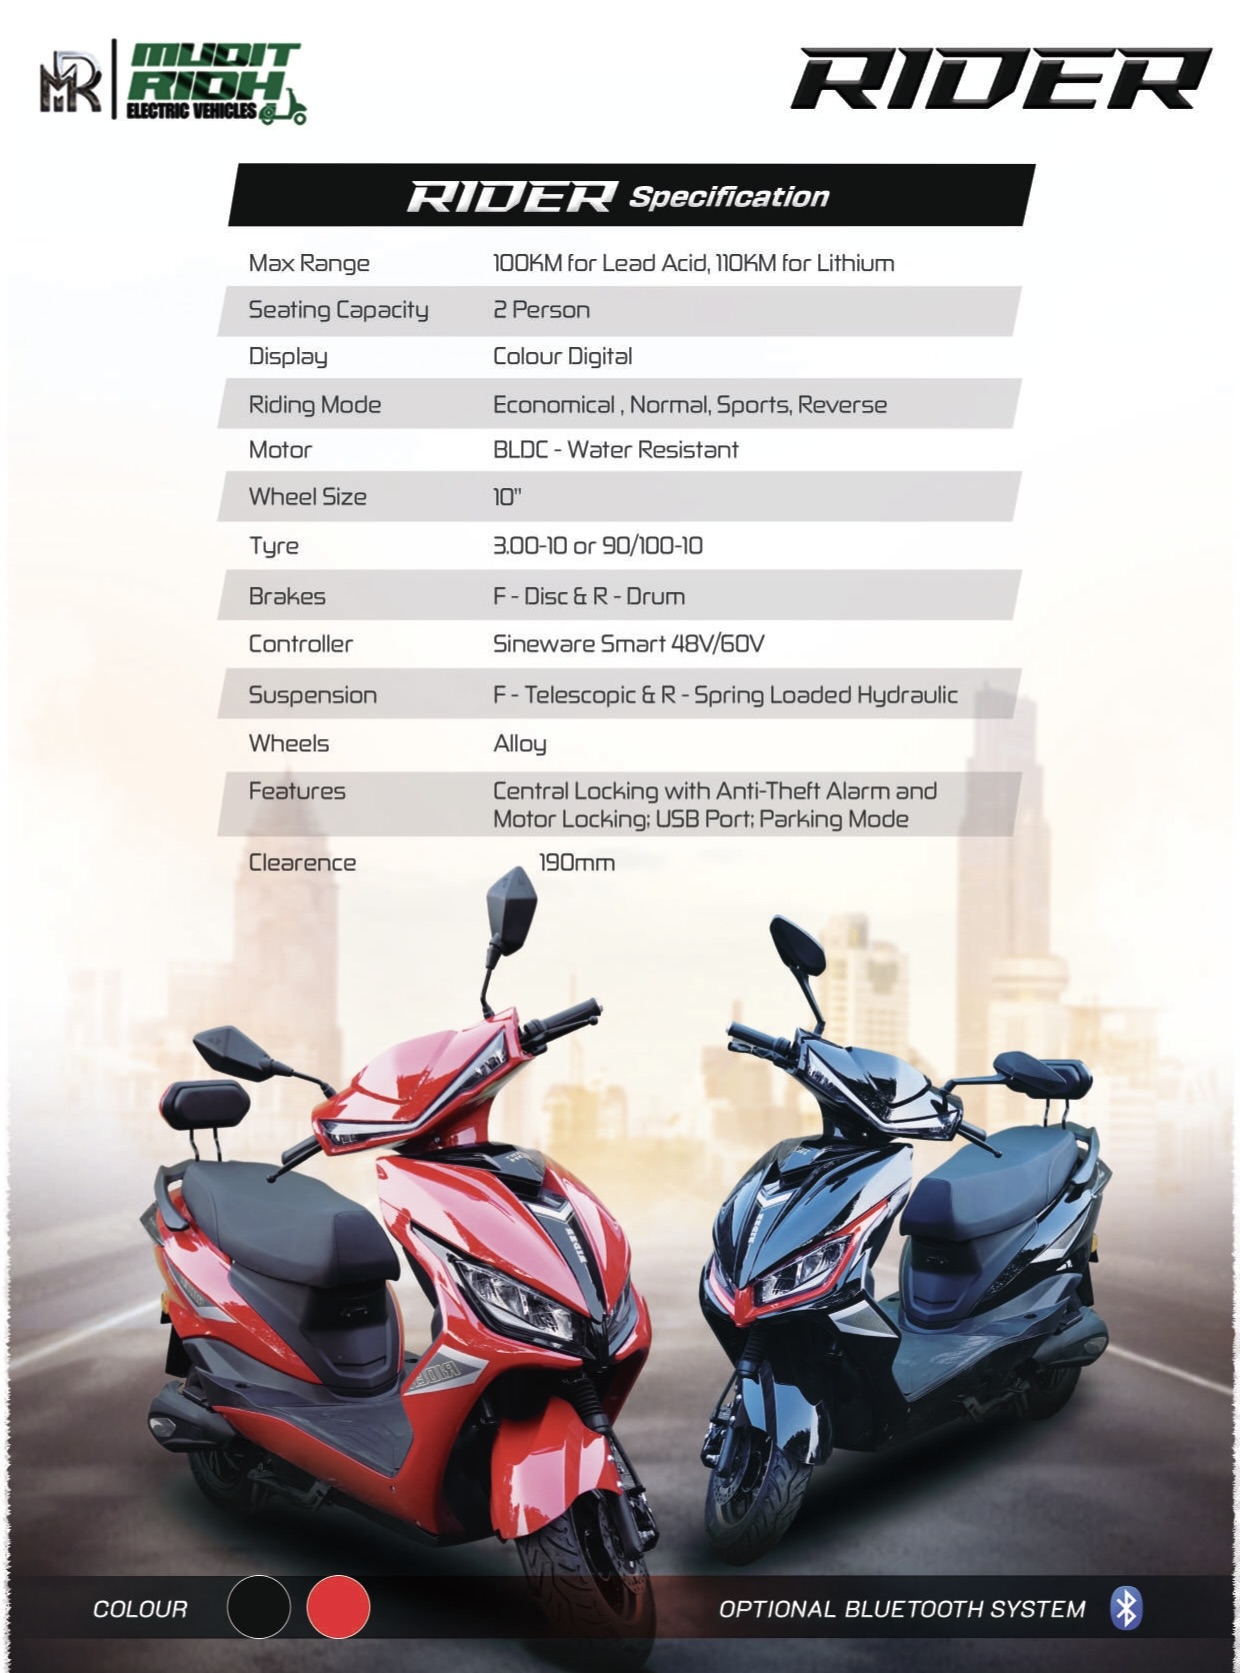 MR
MUDIT
RIDH
ELECTRIC VEHICLES
RIDER
RIDER Specification
Max Range 100KM for Lead Acid, 110KM for Lithium
Seating Capacity 2 Person
Display Colour Digital
Riding Mode Economical , Normal, Sports, Reverse
Motor BLDC - Water Resistant
Wheel Size 10"
Tyre 3.00-10 or 90/100-10
Brakes F - Disc & R - Drum
Controller Sineware Smart 48V/60V
Suspension F - Telescopic & R - Spring Loaded Hydraulic
Wheels Alloy
Features Central Locking with Anti-Theft Alarm and
Motor Locking; USB Port; Parking Mode
Clearence 190mm
COLOUR
OPTIONAL BLUETOOTH SYSTEM